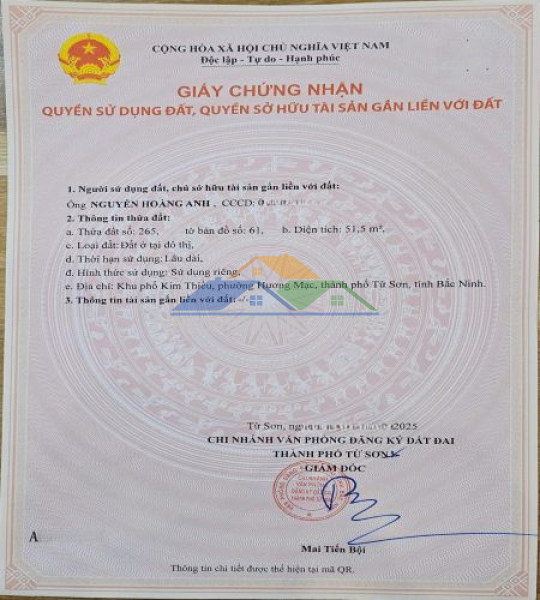 CỘNG HÒA XÃ HỘI CHỦ NGHĨA VIỆT NAM
Độc lập - Tự do - Hạnh phúc
GIẤY CHỨNG NHẬN
QUYỀN SỬ DỤNG ĐẤT, QUYỀN SỞ HỮU TÀI SẢN GẮN LIỀN VỚI ĐẤT
1. Người sử dụng đất, chủ sở hữu tài sản gắn liền với đất:
Ông NGUYỄN HOÀNG ANH, CCCD: 0
2. Thông tin thửa đất:
a. Thửa đất số: 265, tờ bản đồ số: 61, b. Diện tích: 51,5 m²,
c. Loại đất: Đất ở tại đô thị,
d. Thời hạn sử dụng: Lâu dài,
đ. Hình thức sử dụng: Sử dụng riêng,
e. Địa chỉ: Khu phố Kim Thiều, phường Hương Mạc, thành phố Từ Sơn, tỉnh Bắc Ninh.
3. Thông tin tài sản gắn liền với đất: -/-
Từ Sơn, 2025
CHI NHÁNH VĂN PHÒNG ĐĂNG KÝ ĐẤT ĐAI
THÀNH PHỐ TỪ SƠN
GIÁM ĐỐC
CHI NHÁNH
VĂN PHÒNG
Mai Tiến Bội
A
Thông tin chi tiết được thể hiện tại mã QR.